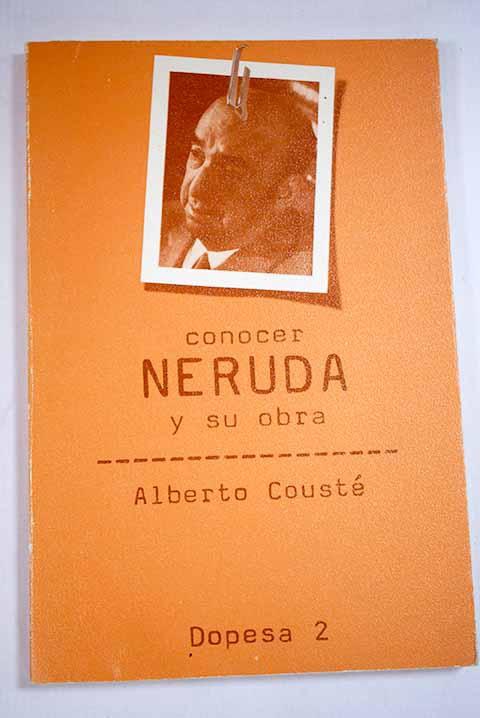 conocer
NERUDA
y su obra
Alberto Cousté
Dopesa 2